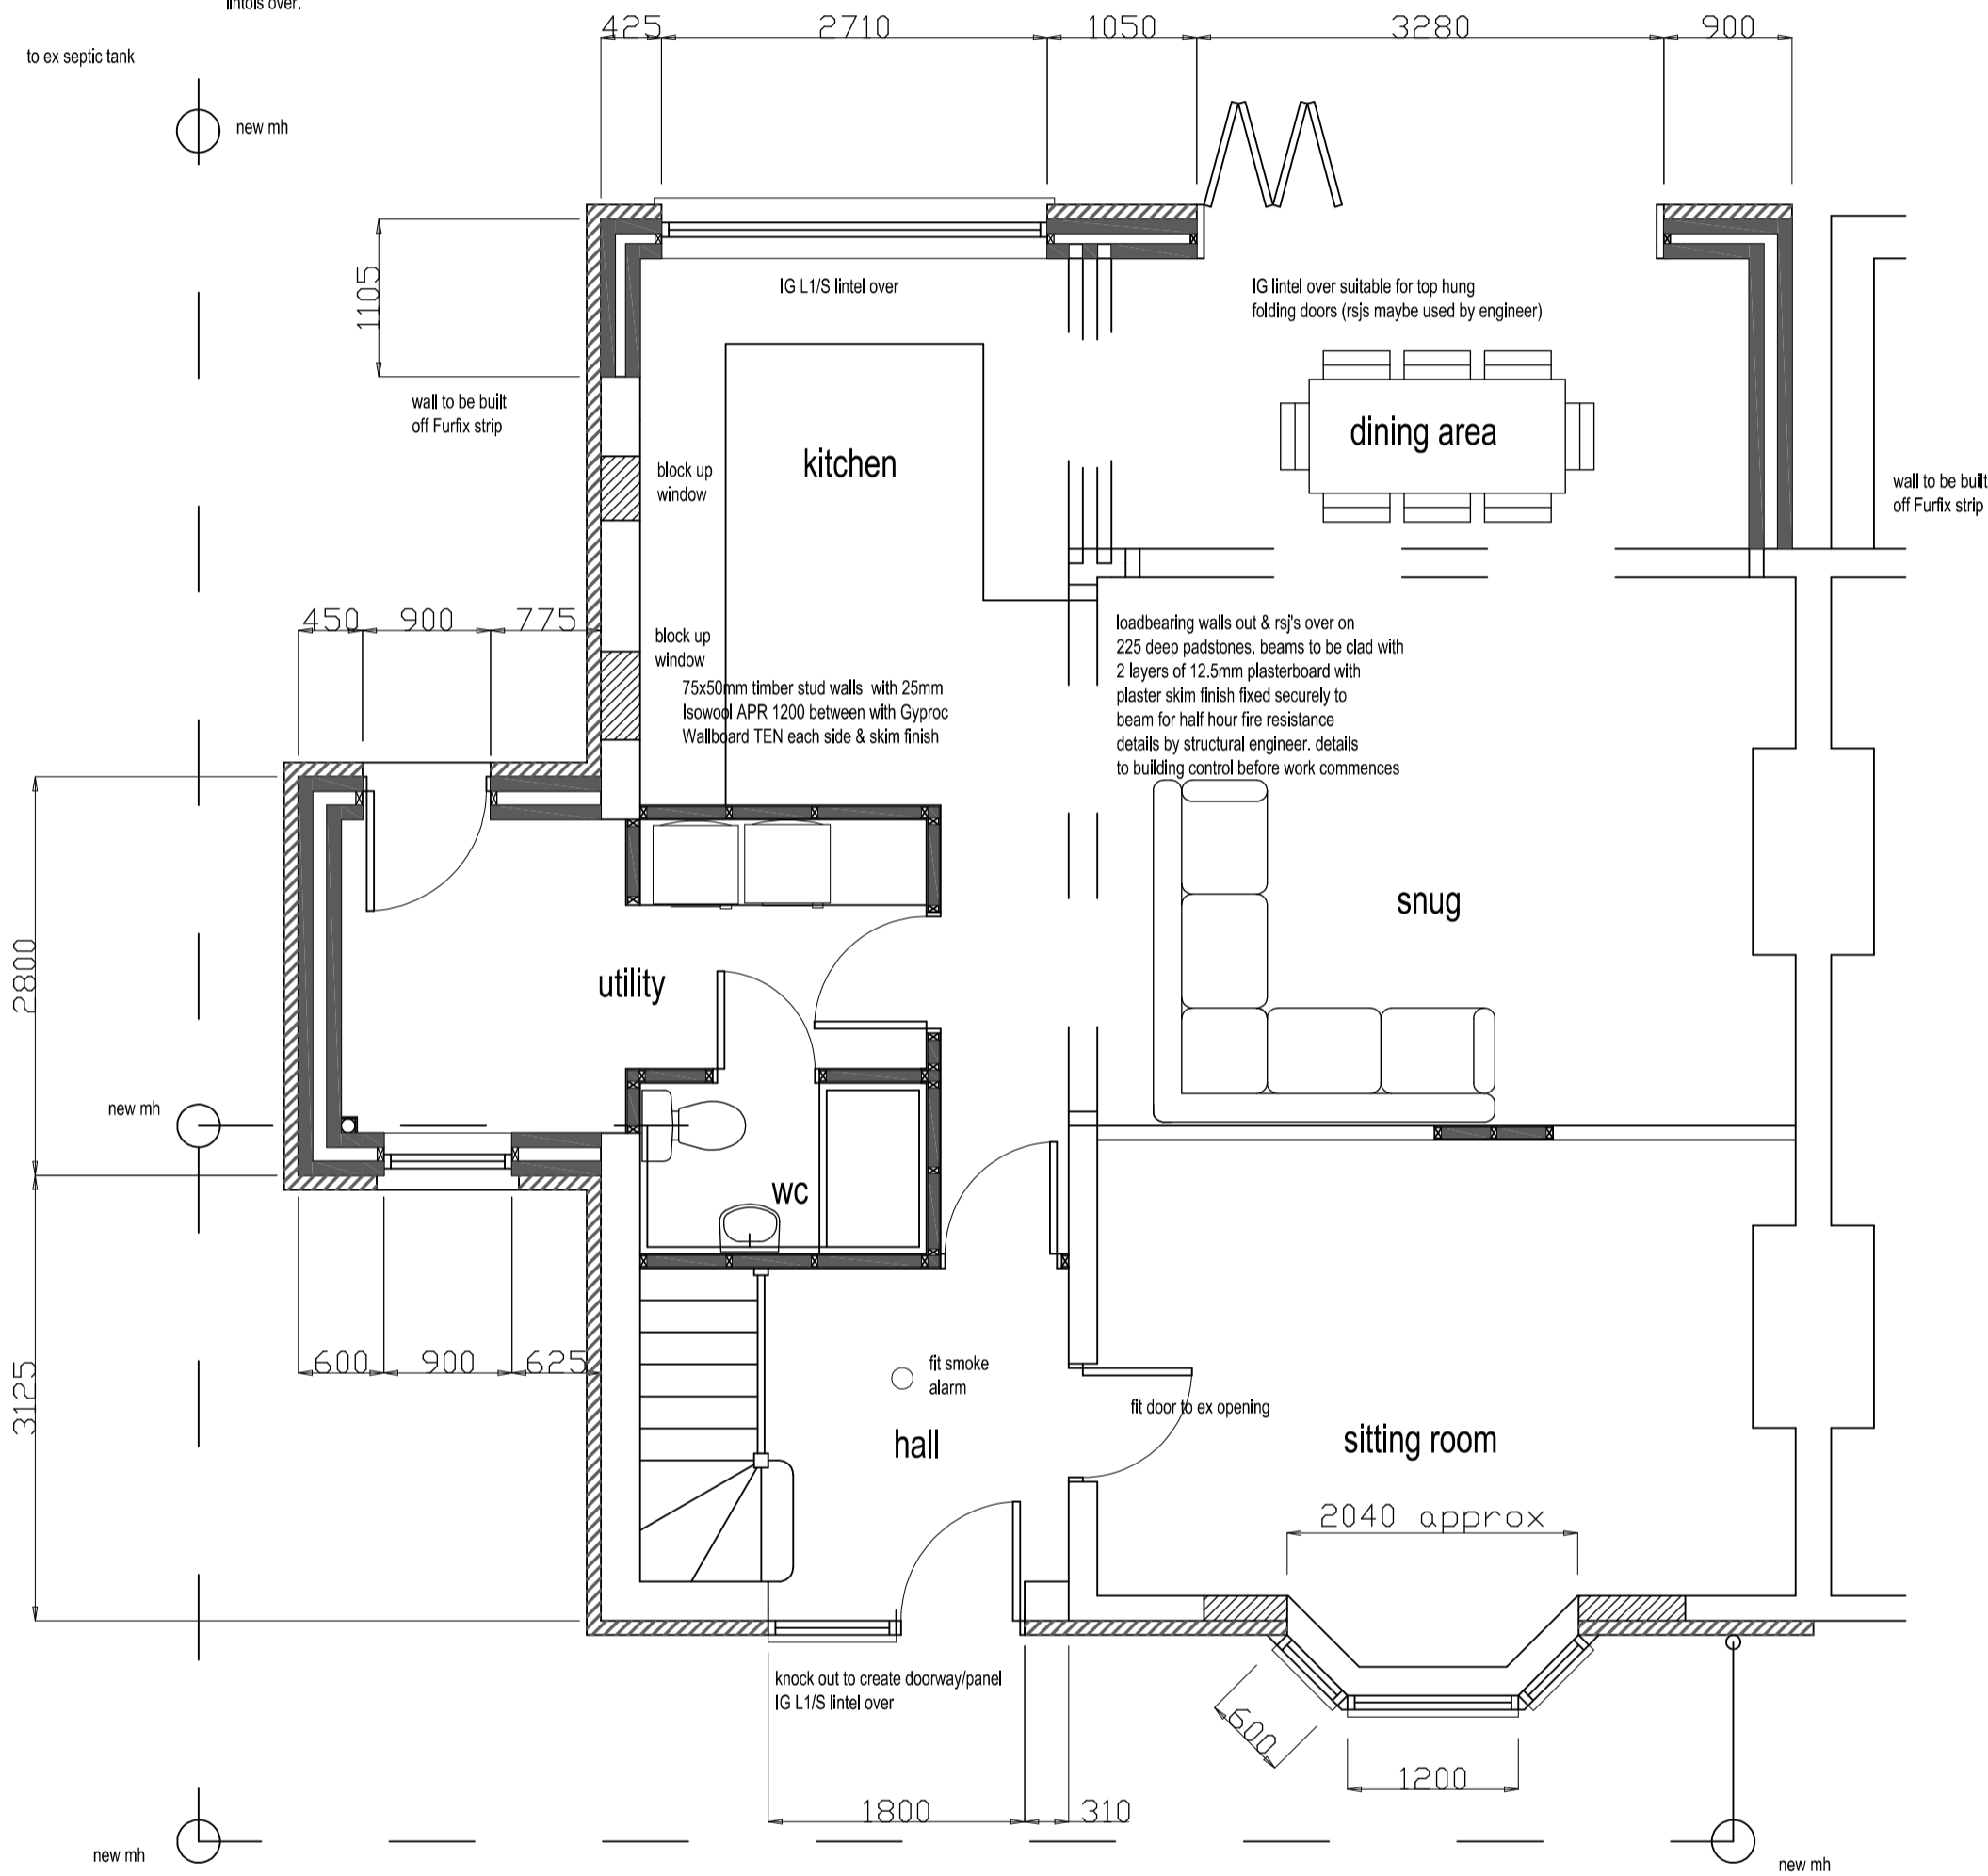 lintols over.
425 2710 1050 3280 900
to ex septic tank
new mh
1105
IG L1/S lintel over
IG lintel over suitable for top hung
folding doors (rsjs maybe used by engineer)
wall to be built
off Furfix strip
dining area
kitchen
block up
window
wall to be built
off Furfix strip
450 900 775
block up
window
75x50mm timber stud walls with 25mm
Isowool APR 1200 between with Gyproc
Wallboard TEN each side & skim finish
loadbearing walls out & rsj's over on
225 deep padstones. beams to be clad with
2 layers of 12.5mm plasterboard with
plaster skim finish fixed securely to
beam for half hour fire resistance
details by structural engineer. details
to building control before work commences
snug
2800
utility
new mh
wc
600 900 625
3125
fit smoke
alarm
fit door to ex opening
hall
sitting room
2040 approx
knock out to create doorway/panel
IG L1/S lintel over
600
1200
1800 310
new mh
new mh